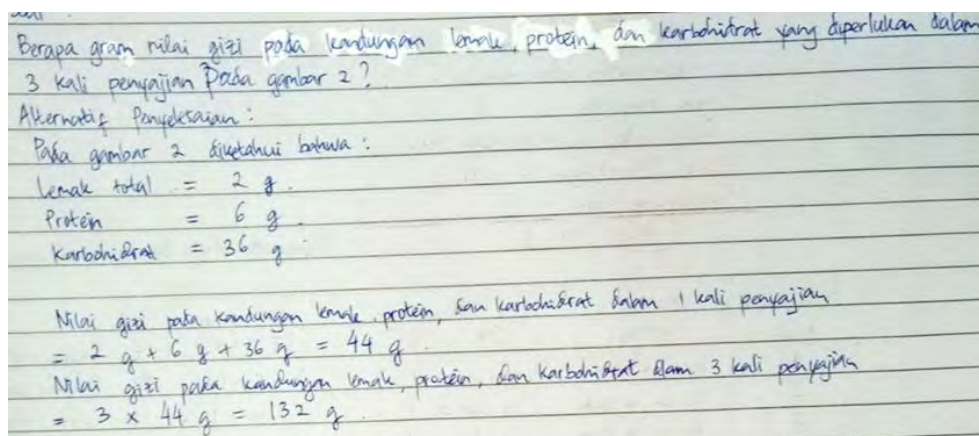 Berapa gram nilai gizi pada kandungan lemak, protein, dan karbohidrat yang diperlukan dalam
3 kali penyajian pada gambar 2?
Alternatif Penyelesaian :
Pada gambar 2 diketahui bahwa :
Lemak total = 2 g.
Protein = 6 g.
Karbohidrat = 36 g
Nilai gizi pada kandungan lemak, protein, dan karbohidrat dalam 1 kali penyajian
= 2 g + 6 g + 36 g = 44 g.
Nilai gizi pada kandungan lemak, protein, dan karbohidrat dlam 3 kali penyajian
= 3 x 44 g = 132 g.